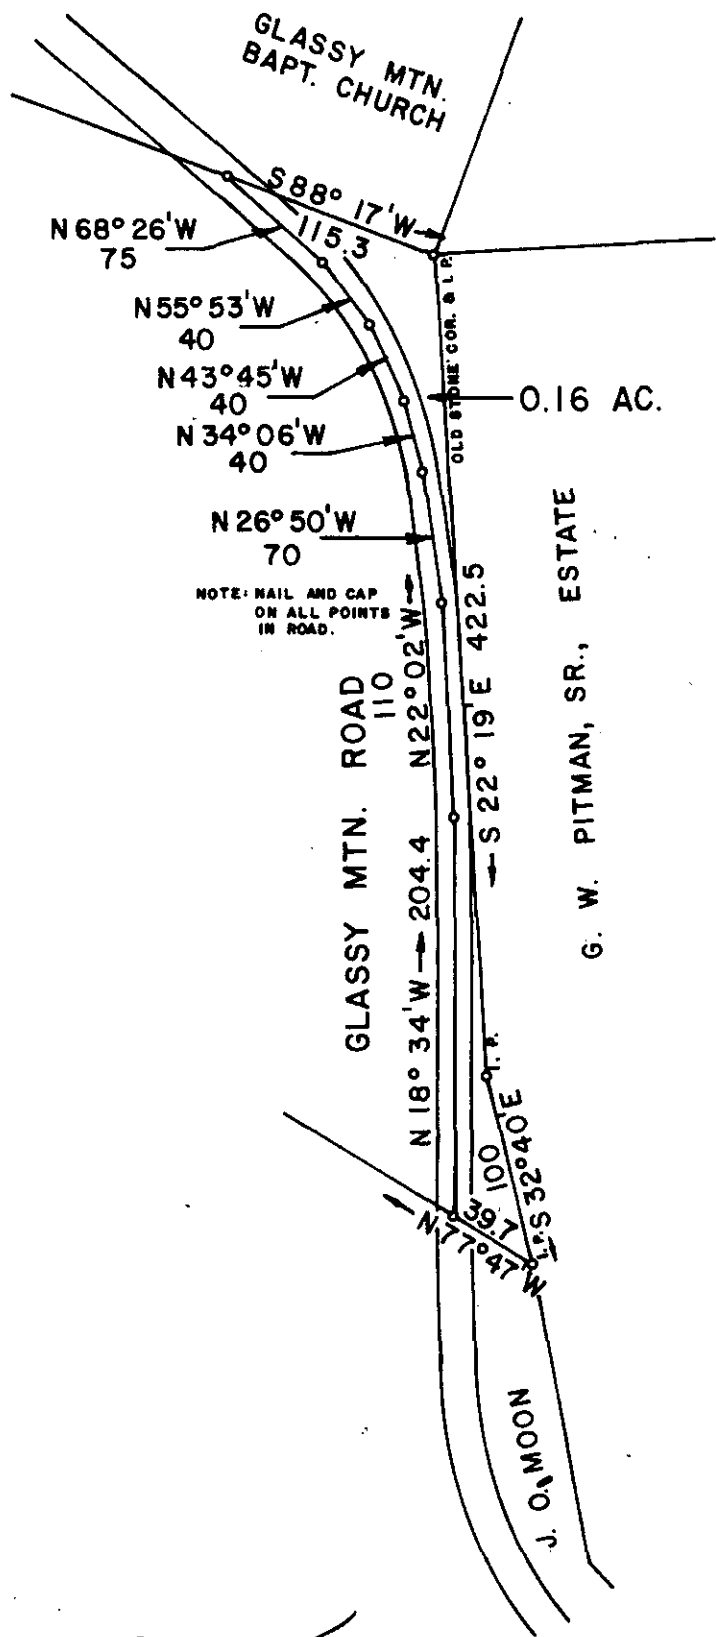 GLASSY MTN.
BAPT. CHURCH
S 88° 17' W
115.3
N 68° 26' W
75
N 55° 53' W
40
N 43° 45' W
40
N 34° 06' W
40
N 26° 50' W
70
OLD STONE COR. & I. P.
0.16 AC.
NOTE: NAIL AND CAP
ON ALL POINTS
IN ROAD.
GLASSY MTN. ROAD
N 22° 02' W
110
S 22° 19' E 422.5
G. W. PITMAN, SR., ESTATE
N 18° 34' W 204.4
I. P.
100
S 32° 40' E
I. P.
39.7
N 77° 47' W
J. O. MOON